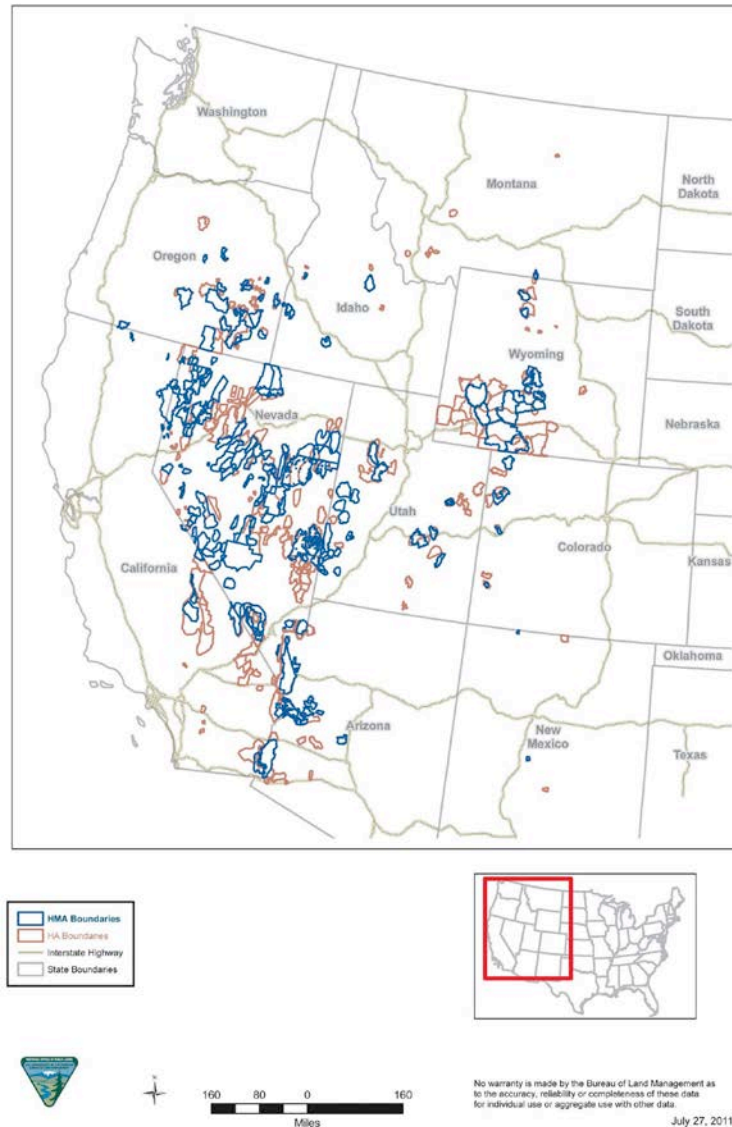 Washington
Montana
North
Dakota
Oregon
Idaho
South
Dakota
Wyoming
Nevada
Nebraska
Utah
Colorado
California
Kansas
Oklahoma
Arizona
New
Mexico
Texas
HMA Boundaries
HA Boundaries
Interstate Highway
State Boundaries
160 80 0 160
Miles
No warranty is made by the Bureau of Land Management as
to the accuracy, reliability or completeness of these data
for individual use or aggregate use with other data.
July 27, 2011